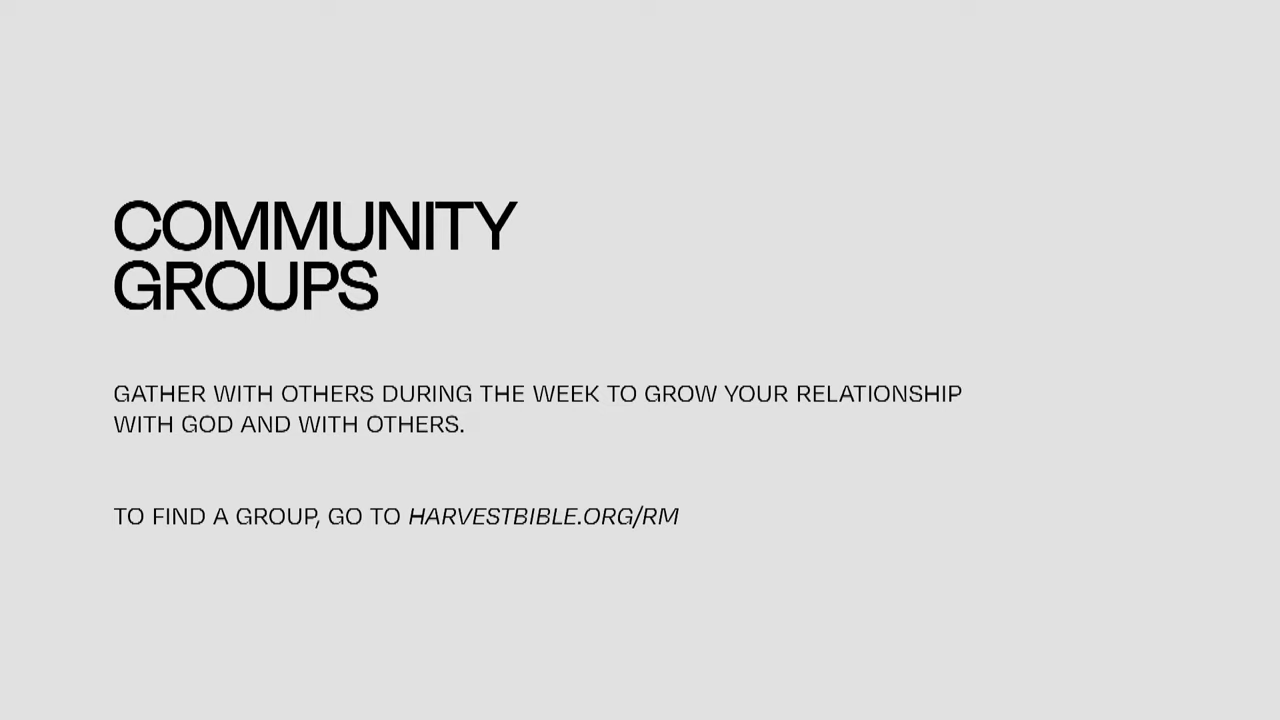 COMMUNITY
GROUPS
GATHER WITH OTHERS DURING THE WEEK TO GROW YOUR RELATIONSHIP
WITH GOD AND WITH OTHERS.
TO FIND A GROUP, GO TO HARVESTBIBLE.ORG/RM